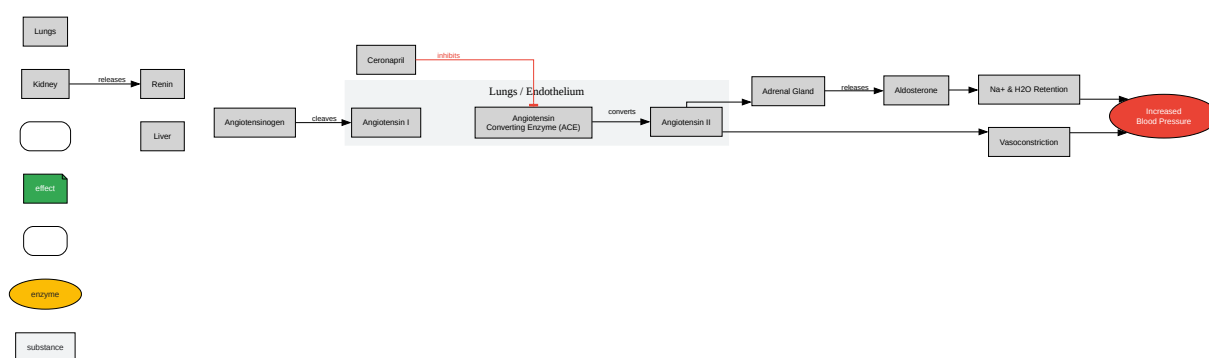 Lungs
Kidney
releases
Renin
Liver
effect
enzyme
substance
Angiotensinogen
cleaves
Ceronapril
inhibits
Lungs / Endothelium
Angiotensin I
Angiotensin
Converting Enzyme (ACE)
converts
Angiotensin II
Adrenal Gland
releases
Aldosterone
Na+ & H2O Retention
Vasoconstriction
Increased
Blood Pressure